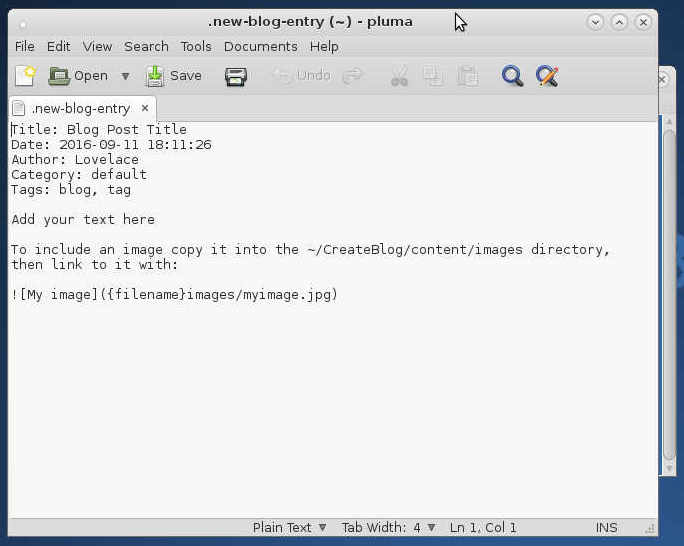 .new-blog-entry (~) - pluma
File Edit View Search Tools Documents Help
Open Save Undo
.new-blog-entry
Title: Blog Post Title
Date: 2016-09-11 18:11:26
Author: Lovelace
Category: default
Tags: blog, tag
Add your text here
To include an image copy it into the ~/CreateBlog/content/images directory,
then link to it with:
![My image]({filename}images/myimage.jpg)
Plain Text Tab Width: 4 Ln 1, Col 1 INS